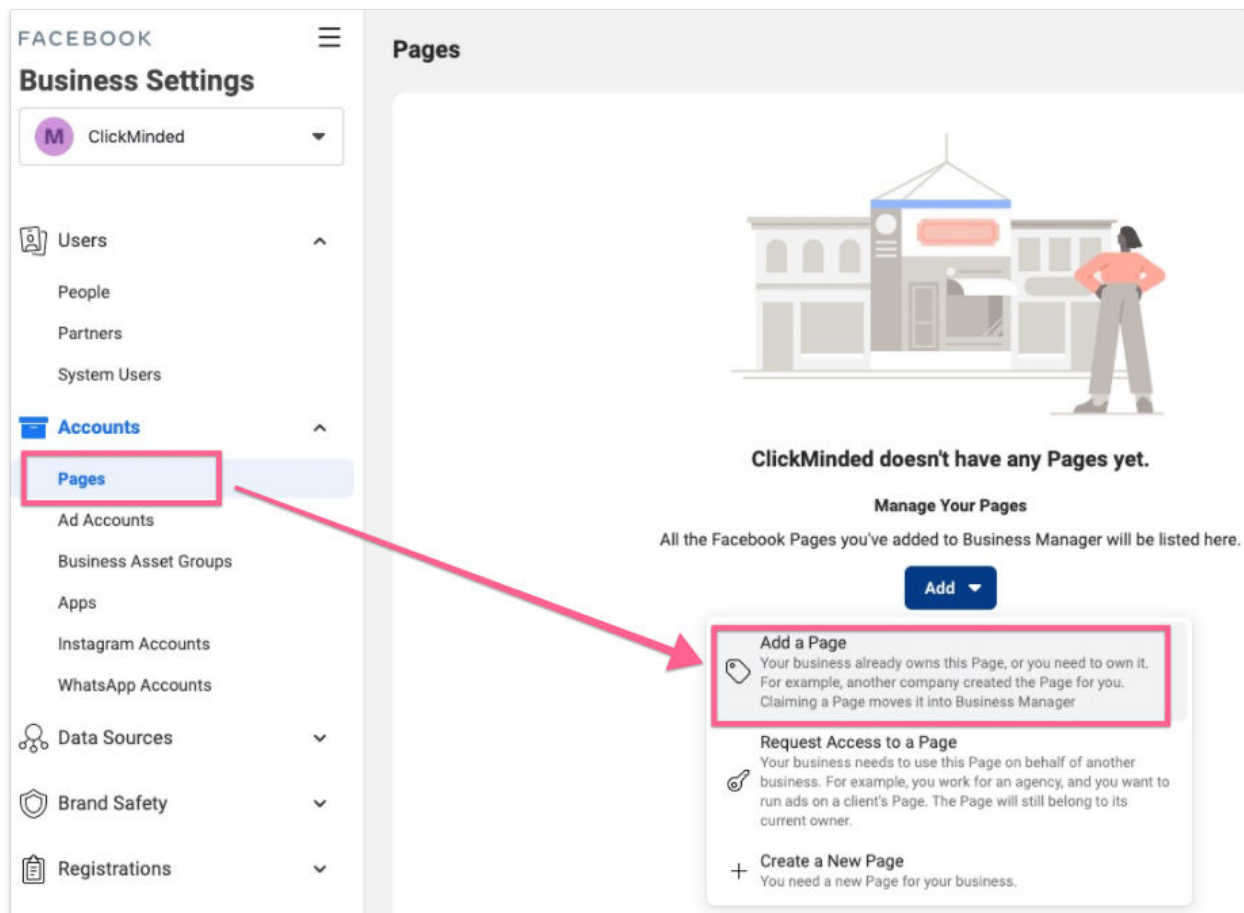 FACEBOOK
Business Settings
M ClickMinded
Users
People
Partners
System Users
Accounts
Pages
Ad Accounts
Business Asset Groups
Apps
Instagram Accounts
WhatsApp Accounts
Data Sources
Brand Safety
Registrations
Pages
ClickMinded doesn't have any Pages yet.
Manage Your Pages
All the Facebook Pages you've added to Business Manager will be listed here.
Add
Add a Page
Your business already owns this Page, or you need to own it.
For example, another company created the Page for you.
Claiming a Page moves it into Business Manager
Request Access to a Page
Your business needs to use this Page on behalf of another
business. For example, you work for an agency, and you want to
run ads on a client's Page. The Page will still belong to its
current owner.
Create a New Page
You need a new Page for your business.